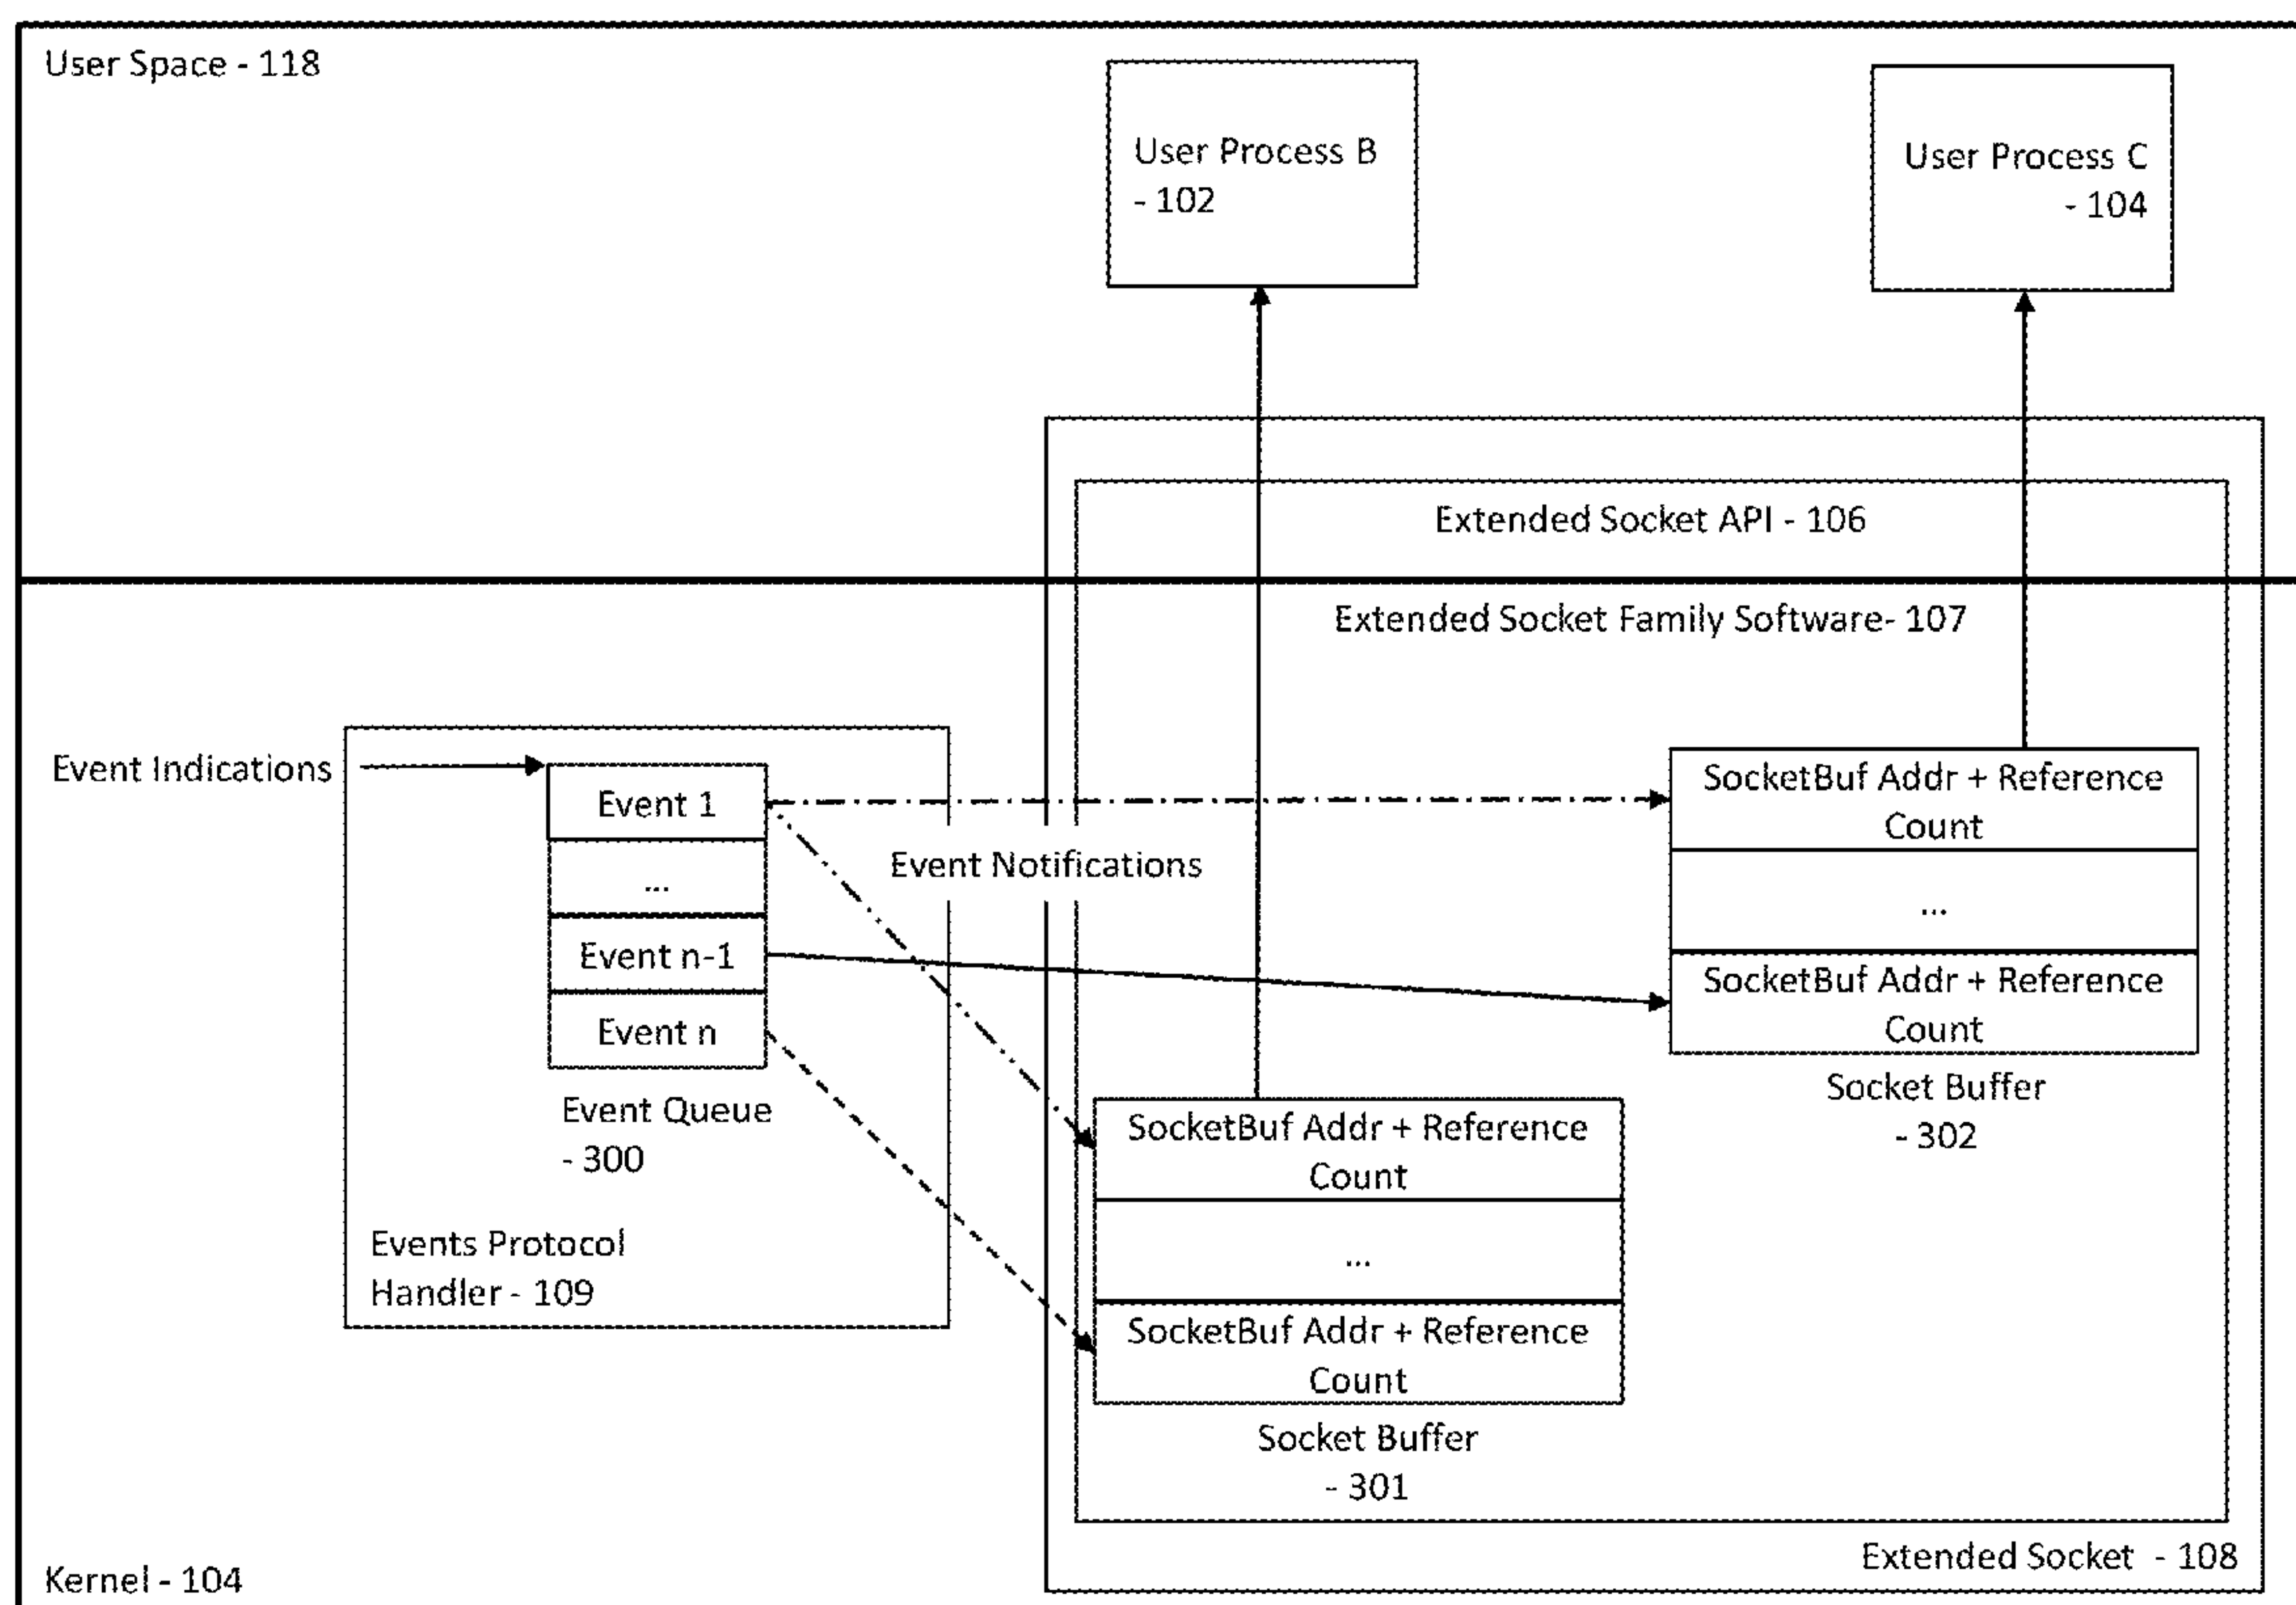 User Space - 118
User Process B
- 102
User Process C
- 104
Extended Socket API - 106
Extended Socket Family Software- 107
Event Indications
Event 1
...
Event n-1
Event n
Event Queue
- 300
Events Protocol
Handler - 109
Event Notifications
SocketBuf Addr + Reference
Count
...
SocketBuf Addr + Reference
Count
Socket Buffer
- 302
SocketBuf Addr + Reference
Count
...
SocketBuf Addr + Reference
Count
Socket Buffer
- 301
Extended Socket - 108
Kernel - 104